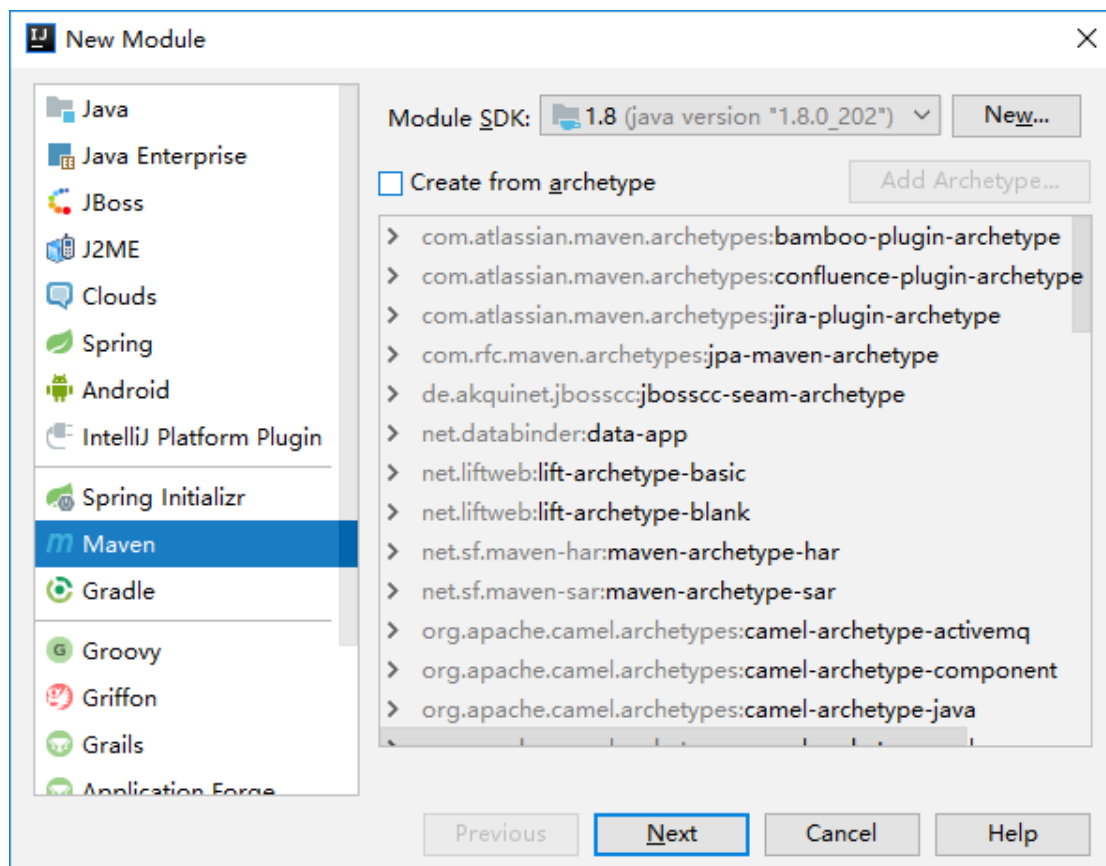 New Module
Java
Java Enterprise
JBoss
J2ME
Clouds
Spring
Android
IntelliJ Platform Plugin
Spring Initializr
Maven
Gradle
Groovy
Griffon
Grails
Application Forge
Module SDK: 1.8 (java version "1.8.0_202") New...
Create from archetype Add Archetype...
com.atlassian.maven.archetypes:bamboo-plugin-archetype
com.atlassian.maven.archetypes:confluence-plugin-archetype
com.atlassian.maven.archetypes:jira-plugin-archetype
com.rfc.maven.archetypes:jpa-maven-archetype
de.akquinet.jbosscc:jbosscc-seam-archetype
net.databinder:data-app
net.liftweb:lift-archetype-basic
net.liftweb:lift-archetype-blank
net.sf.maven-har:maven-archetype-har
net.sf.maven-sar:maven-archetype-sar
org.apache.camel.archetypes:camel-archetype-activemq
org.apache.camel.archetypes:camel-archetype-component
org.apache.camel.archetypes:camel-archetype-java
Previous Next Cancel Help